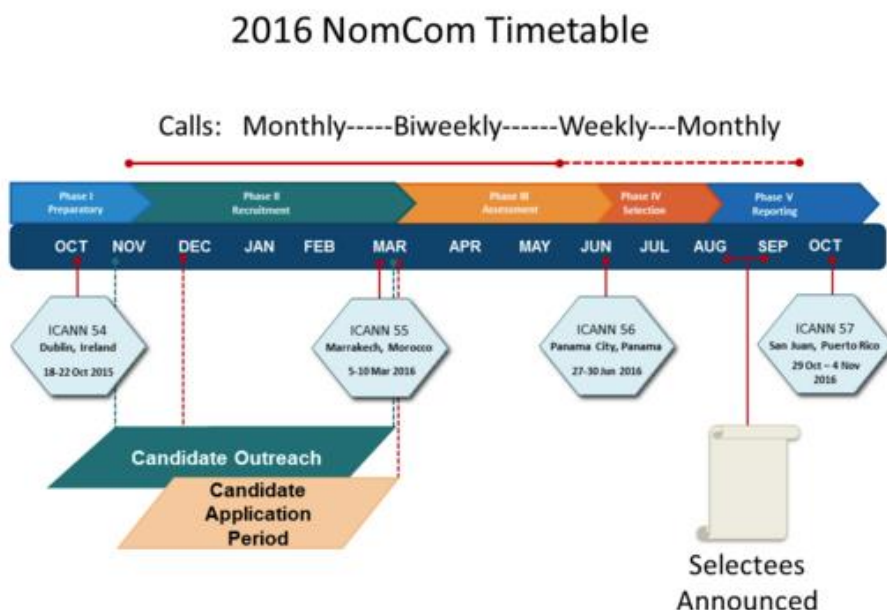 2016 NomCom Timetable
Calls: Monthly-----Biweekly------Weekly---Monthly
Phase I
Preparatory
Phase II
Recruitment
Phase III
Assessment
Phase IV
Selection
Phase V
Reporting
OCT NOV DEC JAN FEB MAR APR MAY JUN JUL AUG SEP OCT
ICANN 54
Dublin, Ireland
18-22 Oct 2015
ICANN 55
Marrakech, Morocco
5-10 Mar 2016
ICANN 56
Panama City, Panama
27-30 Jun 2016
ICANN 57
San Juan, Puerto Rico
29 Oct – 4 Nov
2016
Candidate Outreach
Candidate
Application
Period
Selectees
Announced